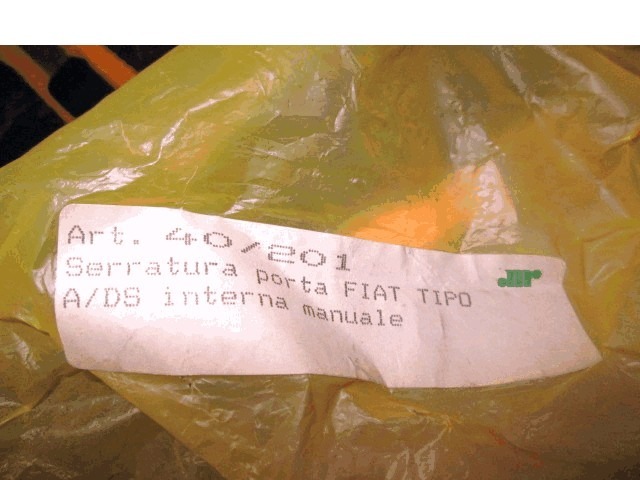 Art. 40/201
Serratura porta FIAT TIPO
A/DS interna manuale